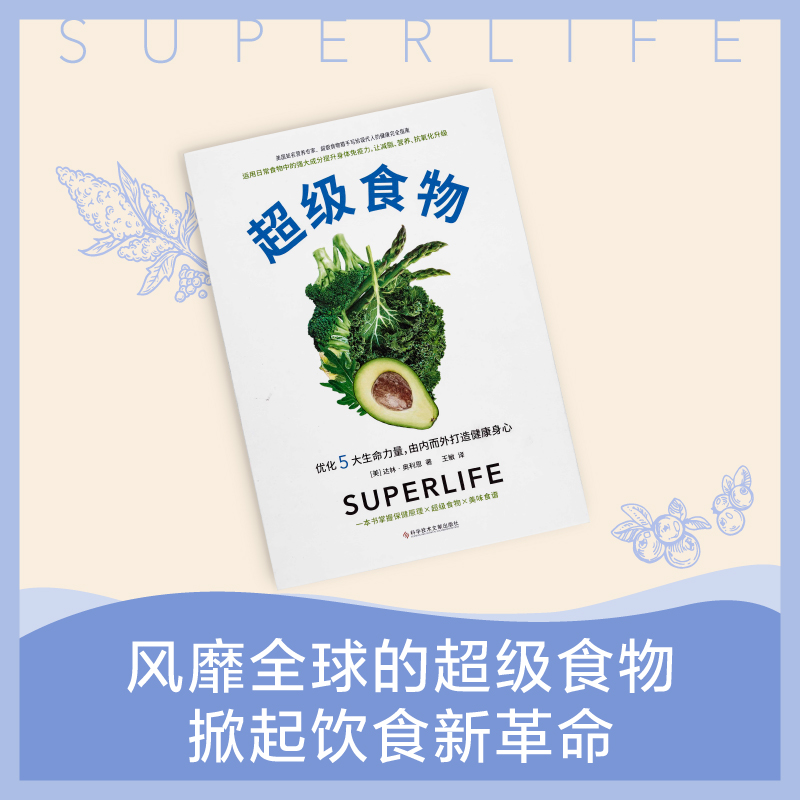 SUPERLIFE
美国知名营养专家、超级食物猎手写给现代人的健康完全指南
运用日常食物中的强大成分提升身体免疫力,让减脂、营养、抗氧化升级
超级食物
优化5大生命力量,由内而外打造健康身心
[美]达林·奥利恩 著 王敏 译
SUPERLIFE
一本书掌握保健原理×超级食物×美味食谱
科学技术文献出版社
风靡全球的超级食物
掀起饮食新革命